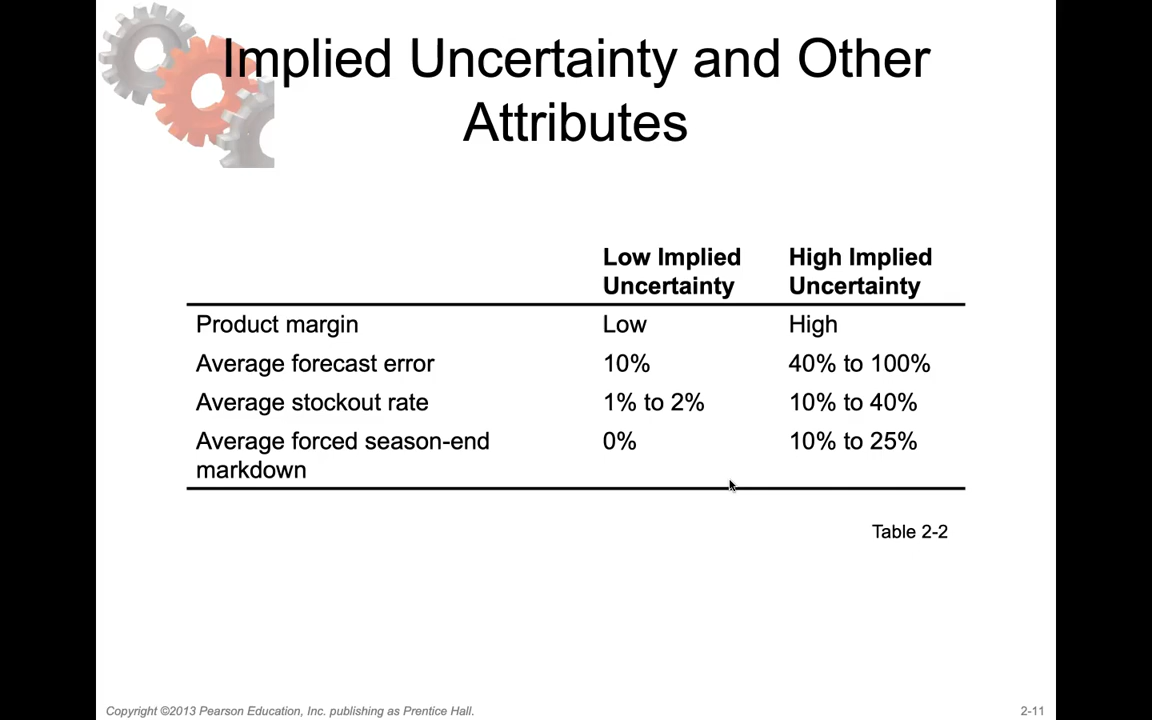 Implied Uncertainty and Other
Attributes
Low Implied High Implied
Uncertainty Uncertainty
Product margin Low High
Average forecast error 10% 40% to 100%
Average stockout rate 1% to 2% 10% to 40%
Average forced season-end 0% 10% to 25%
markdown
Table 2-2
Copyright ©2013 Pearson Education, Inc. publishing as Prentice Hall. 2-11